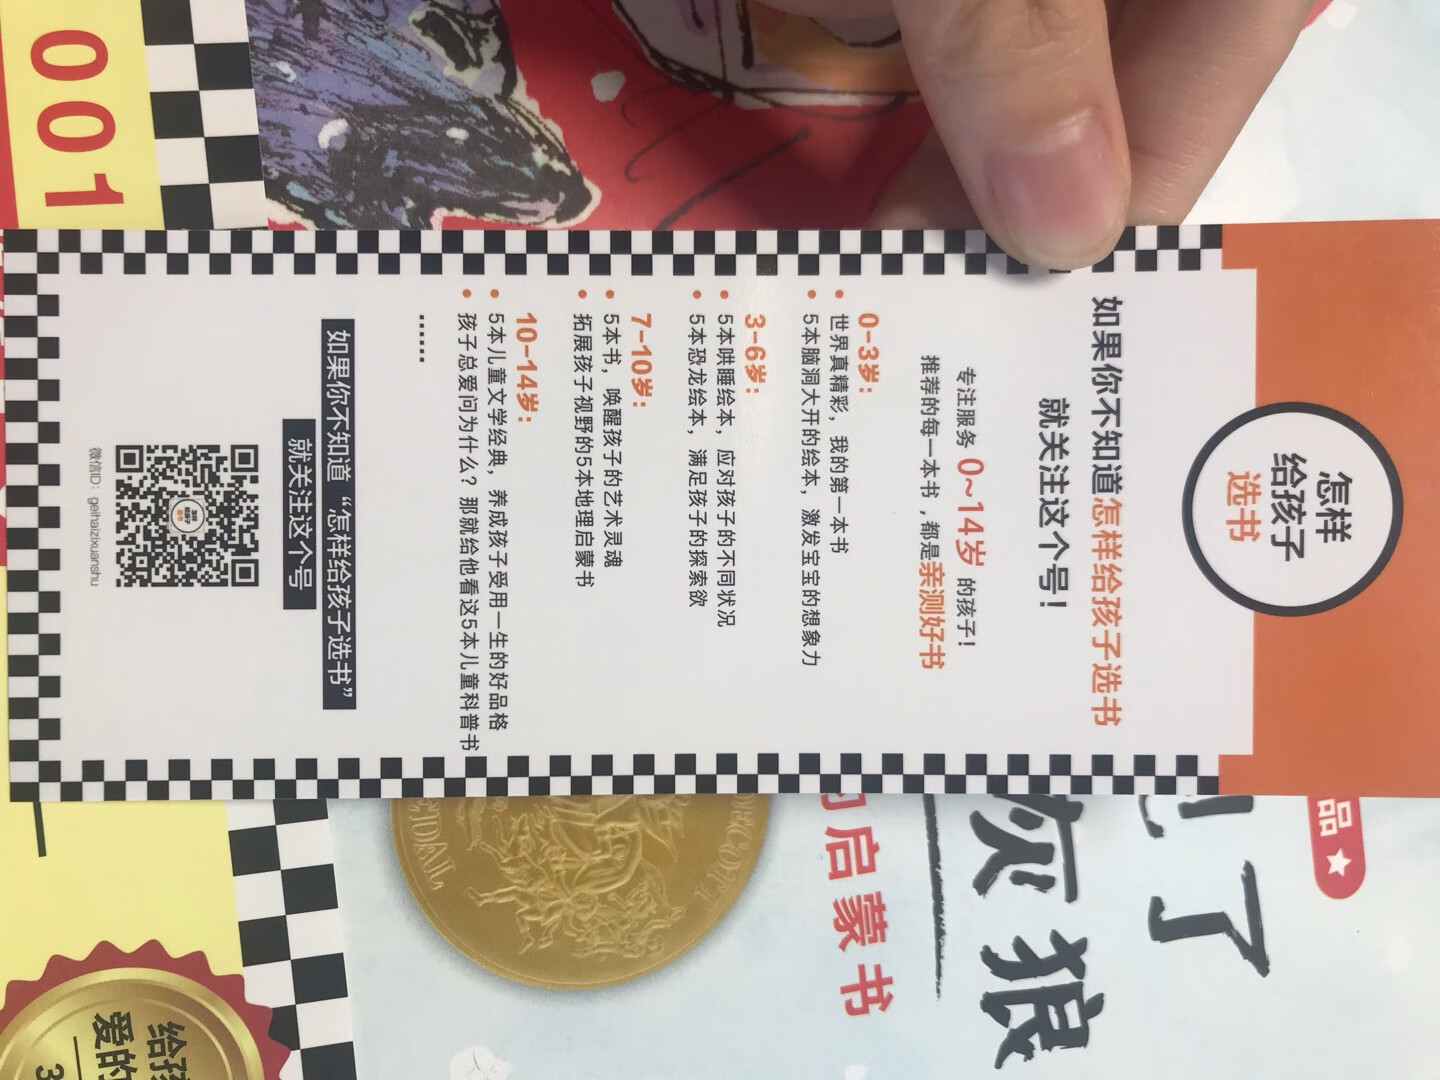 怎样
给孩子
选书
如果你不知道怎样给孩子选书
就关注这个号！
专注服务 0~14岁 的孩子！
推荐的每一本书，都是亲测好书
0-3岁：
• 世界真精彩，我的第一本书
• 5本脑洞大开的绘本，激发宝宝的想象力
3-6岁：
• 5本哄睡绘本，应对孩子的不同状况
• 5本恐龙绘本，满足孩子的探索欲
7-10岁：
• 5本书，唤醒孩子的艺术灵魂
• 拓展孩子视野的5本地理启蒙书
10-14岁：
• 5本儿童文学经典，养成孩子受用一生的好品格
• 孩子总爱问为什么？那就给他看这5本儿童科普书
……
如果你不知道“怎样给孩子选书”
就关注这个号
微信ID：geihaizixuanshu
001
品
了
灰狼
启蒙书
给孩
爱的
3